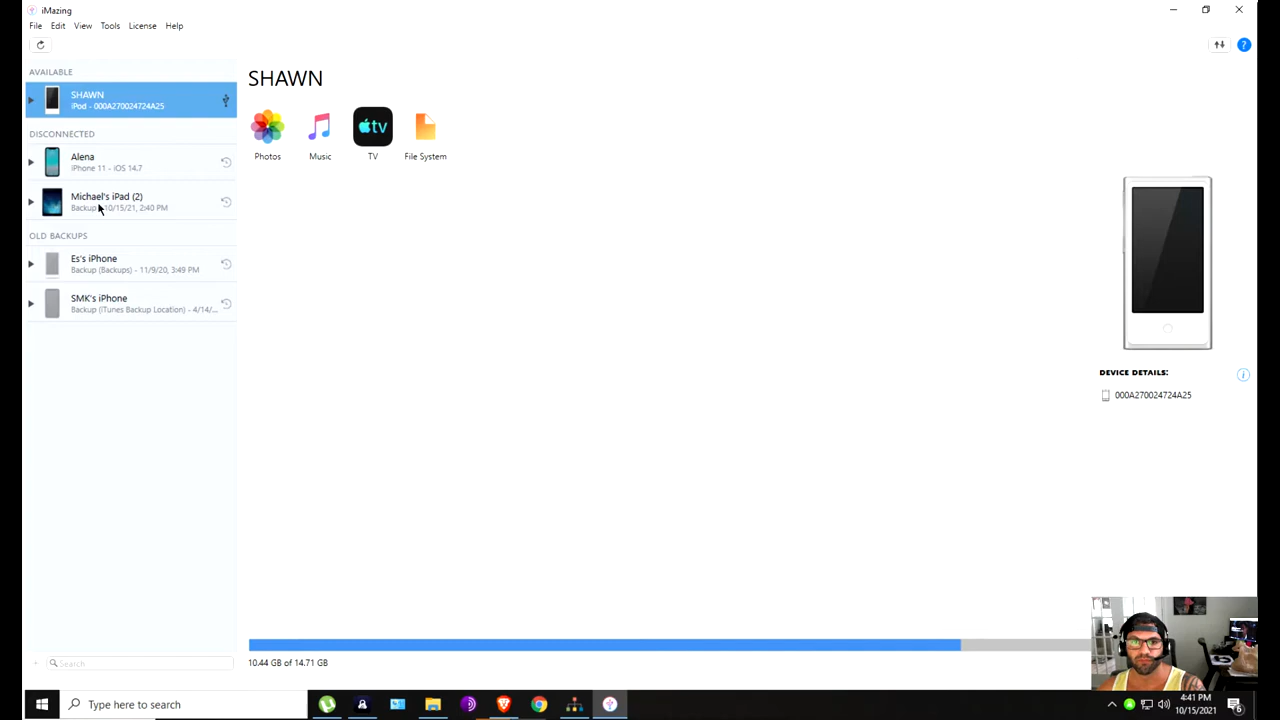 iMazing
File Edit View Tools License Help
AVAILABLE
SHAWN
iPod - 000A270024724A25
DISCONNECTED
Alena
iPhone 11 - iOS 14.7
Michael's iPad (2)
Backup 10/15/21, 2:40 PM
OLD BACKUPS
Es's iPhone
Backup (Backups) - 11/9/20, 3:49 PM
SMK's iPhone
Backup (iTunes Backup Location) - 4/14/...
Search
SHAWN
Photos Music TV File System
tv
DEVICE DETAILS:
000A270024724A25
10.44 GB of 14.71 GB
Type here to search
4:41 PM
10/15/2021
6